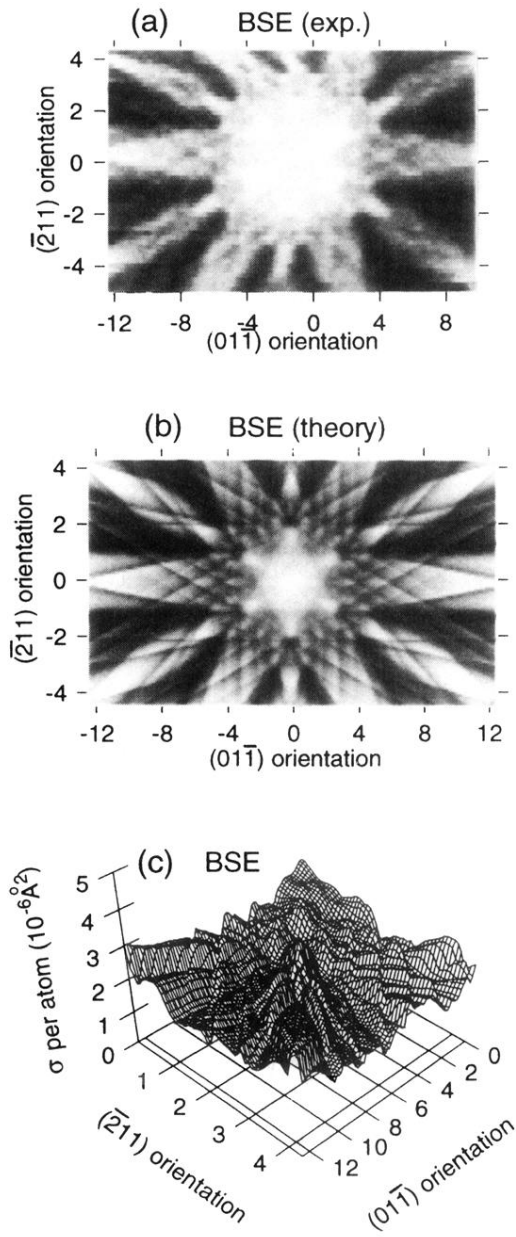 (a) BSE (exp.)
4
2
0
-2
-4
(2̅11) orientation
-12 -8 -4 0 4 8
(011̅) orientation
(b) BSE (theory)
4
2
0
-2
-4
(2̅11) orientation
-12 -8 -4 0 4 8 12
(011̅) orientation
(c) BSE
5
4
3
2
1
0
σ per atom (10⁻⁶Å²)
1
2
3
4
(2̅11) orientation
12
10
8
6
4
2
0
(011̅) orientation